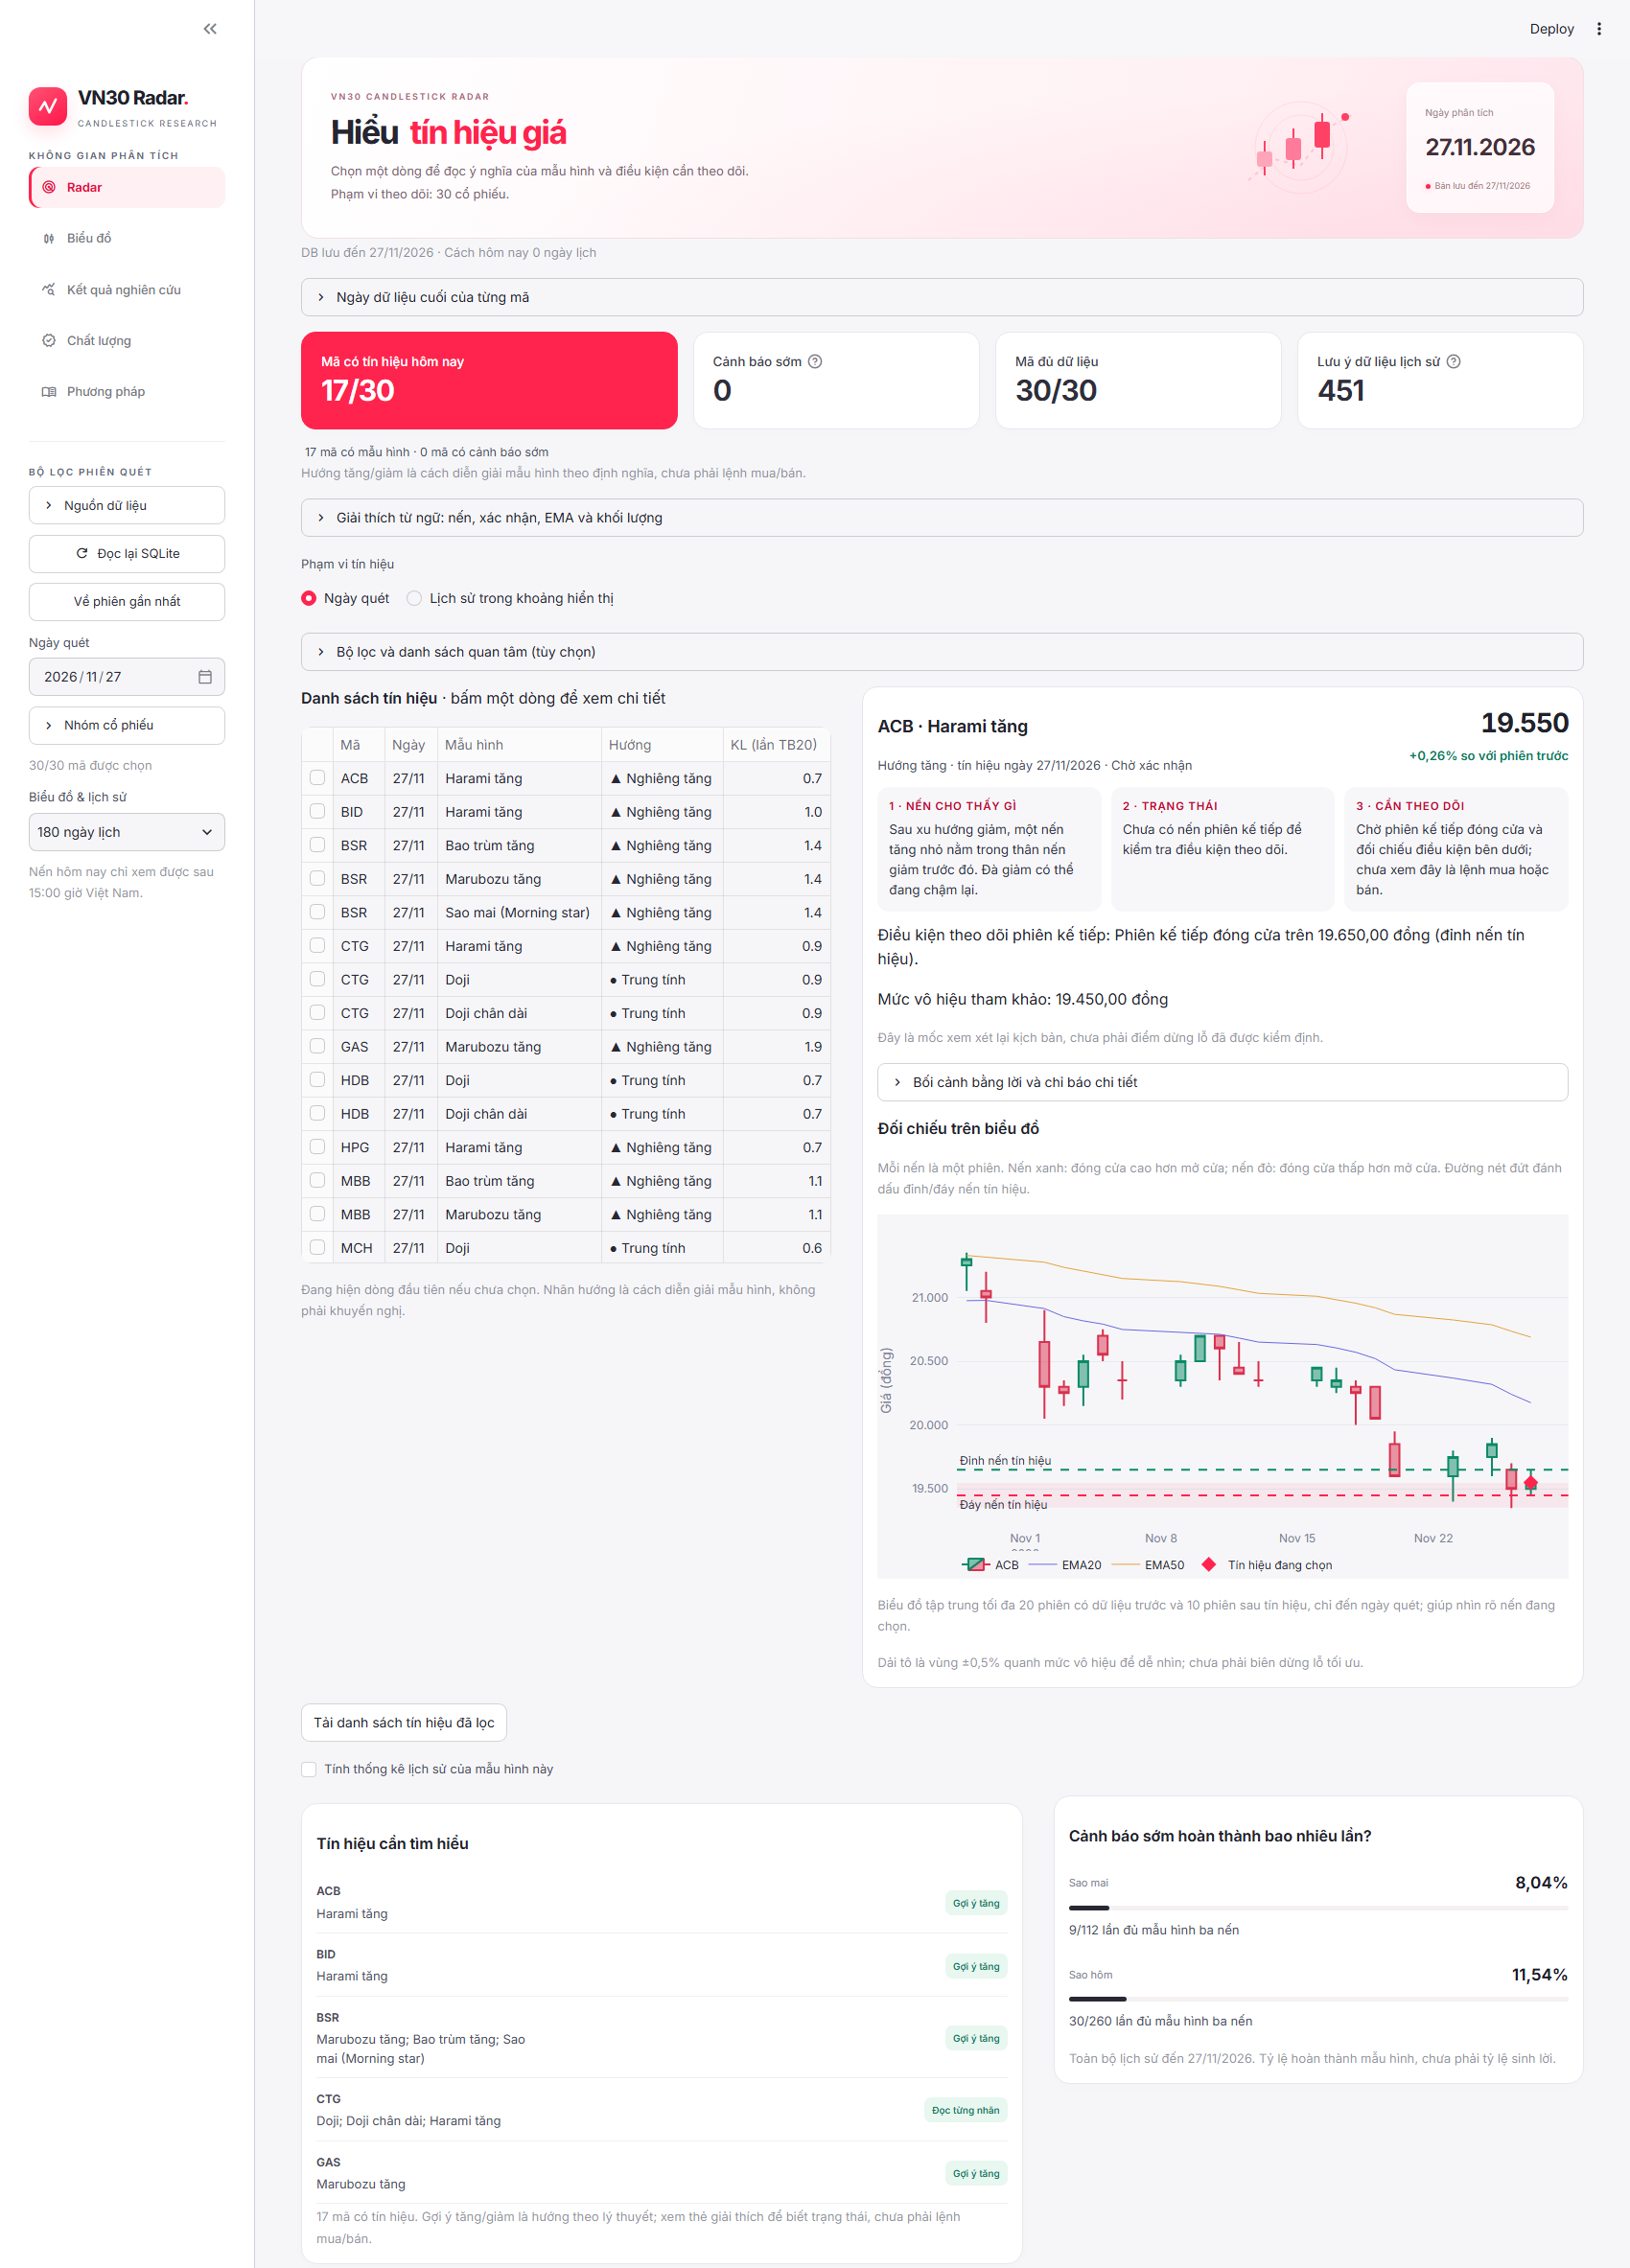 Deploy
VN30 Radar.
CANDLESTICK RESEARCH
KHÔNG GIAN PHÂN TÍCH
Radar
Biểu đồ
Kết quả nghiên cứu
Chất lượng
Phương pháp
BỘ LỌC PHIÊN QUÉT
Nguồn dữ liệu
Đọc lại SQLite
Về phiên gần nhất
Ngày quét
2026/11/27
Nhóm cổ phiếu
30/30 mã được chọn
Biểu đồ & lịch sử
180 ngày lịch
Nến hôm nay chỉ xem được sau
15:00 giờ Việt Nam.
VN30 CANDLESTICK RADAR
Hiểu tín hiệu giá
Chọn một dòng để đọc ý nghĩa của mẫu hình và điều kiện cần theo dõi.
Phạm vi theo dõi: 30 cổ phiếu.
Ngày phân tích
27.11.2026
Bản lưu đến 27/11/2026
DB lưu đến 27/11/2026 · Cách hôm nay 0 ngày lịch
Ngày dữ liệu cuối của từng mã
Mã có tín hiệu hôm nay
17/30
Cảnh báo sớm
0
Mã đủ dữ liệu
30/30
Lưu ý dữ liệu lịch sử
451
17 mã có mẫu hình · 0 mã có cảnh báo sớm
Hướng tăng/giảm là cách diễn giải mẫu hình theo định nghĩa, chưa phải lệnh mua/bán.
Giải thích từ ngữ: nến, xác nhận, EMA và khối lượng
Phạm vi tín hiệu
Ngày quét Lịch sử trong khoảng hiển thị
Bộ lọc và danh sách quan tâm (tùy chọn)
Danh sách tín hiệu · bấm một dòng để xem chi tiết
Mã Ngày Mẫu hình Hướng KL (lần TB20)
ACB 27/11 Harami tăng ▲ Nghiêng tăng 0.7
BID 27/11 Harami tăng ▲ Nghiêng tăng 1.0
BSR 27/11 Bao trùm tăng ▲ Nghiêng tăng 1.4
BSR 27/11 Marubozu tăng ▲ Nghiêng tăng 1.4
BSR 27/11 Sao mai (Morning star) ▲ Nghiêng tăng 1.4
CTG 27/11 Harami tăng ▲ Nghiêng tăng 0.9
CTG 27/11 Doji ● Trung tính 0.9
CTG 27/11 Doji chân dài ● Trung tính 0.9
GAS 27/11 Marubozu tăng ▲ Nghiêng tăng 1.9
HDB 27/11 Doji ● Trung tính 0.7
HDB 27/11 Doji chân dài ● Trung tính 0.7
HPG 27/11 Harami tăng ▲ Nghiêng tăng 0.7
MBB 27/11 Bao trùm tăng ▲ Nghiêng tăng 1.1
MBB 27/11 Marubozu tăng ▲ Nghiêng tăng 1.1
MCH 27/11 Doji ● Trung tính 0.6
Đang hiện dòng đầu tiên nếu chưa chọn. Nhãn hướng là cách diễn giải mẫu hình, không
phải khuyến nghị.
ACB · Harami tăng
19.550
+0,26% so với phiên trước
Hướng tăng · tín hiệu ngày 27/11/2026 · Chờ xác nhận
1 · NẾN CHO THẤY GÌ
Sau xu hướng giảm, một nến
tăng nhỏ nằm trong thân nến
giảm trước đó. Đà giảm có thể
đang chậm lại.
2 · TRẠNG THÁI
Chưa có nến phiên kế tiếp để
kiểm tra điều kiện theo dõi.
3 · CẦN THEO DÕI
Chờ phiên kế tiếp đóng cửa và
đối chiếu điều kiện bên dưới;
chưa xem đây là lệnh mua hoặc
bán.
Điều kiện theo dõi phiên kế tiếp: Phiên kế tiếp đóng cửa trên 19.650,00 đồng (đỉnh nến tín
hiệu).
Mức vô hiệu tham khảo: 19.450,00 đồng
Đây là mốc xem xét lại kịch bản, chưa phải điểm dừng lỗ đã được kiểm định.
Bối cảnh bằng lời và chỉ báo chi tiết
Đối chiếu trên biểu đồ
Mỗi nến là một phiên. Nến xanh: đóng cửa cao hơn mở cửa; nến đỏ: đóng cửa thấp hơn mở cửa. Đường nét đứt đánh
dấu đỉnh/đáy nến tín hiệu.
Giá (đồng)
21.000
20.500
20.000
19.500
Đỉnh nến tín hiệu
Đáy nến tín hiệu
Nov 1 Nov 8 Nov 15 Nov 22
ACB EMA20 EMA50 Tín hiệu đang chọn
Biểu đồ tập trung tối đa 20 phiên có dữ liệu trước và 10 phiên sau tín hiệu, chỉ đến ngày quét; giúp nhìn rõ nến đang
chọn.
Dải tô là vùng ±0,5% quanh mức vô hiệu để dễ nhìn; chưa phải biên dừng lỗ tối ưu.
Tải danh sách tín hiệu đã lọc
Tính thống kê lịch sử của mẫu hình này
Tín hiệu cần tìm hiểu
ACB
Harami tăng
Gợi ý tăng
BID
Harami tăng
Gợi ý tăng
BSR
Marubozu tăng; Bao trùm tăng; Sao
mai (Morning star)
Gợi ý tăng
CTG
Doji; Doji chân dài; Harami tăng
Đọc từng nhãn
GAS
Marubozu tăng
Gợi ý tăng
17 mã có tín hiệu. Gợi ý tăng/giảm là hướng theo lý thuyết; xem thẻ giải thích để biết trạng thái, chưa phải lệnh
mua/bán.
Cảnh báo sớm hoàn thành bao nhiêu lần?
Sao mai 8,04%
9/112 lần đủ mẫu hình ba nến
Sao hôm 11,54%
30/260 lần đủ mẫu hình ba nến
Toàn bộ lịch sử đến 27/11/2026. Tỷ lệ hoàn thành mẫu hình, chưa phải tỷ lệ sinh lời.